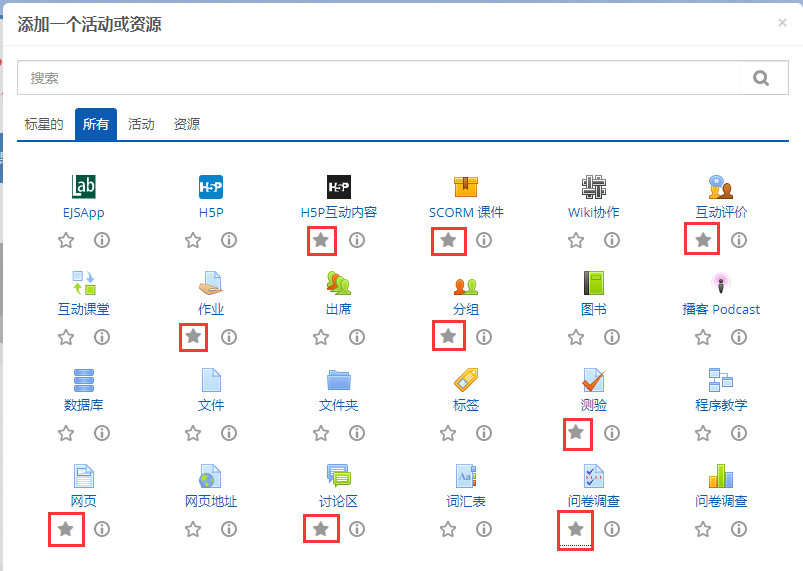 添加一个活动或资源
搜索
标星的 所有 活动 资源
EJSApp H5P H5P互动内容 SCORM 课件 Wiki协作 互动评价
互动课堂 作业 出席 分组 图书 播客 Podcast
数据库 文件 文件夹 标签 测验 程序教学
网页 网页地址 讨论区 词汇表 问卷调查 问卷调查